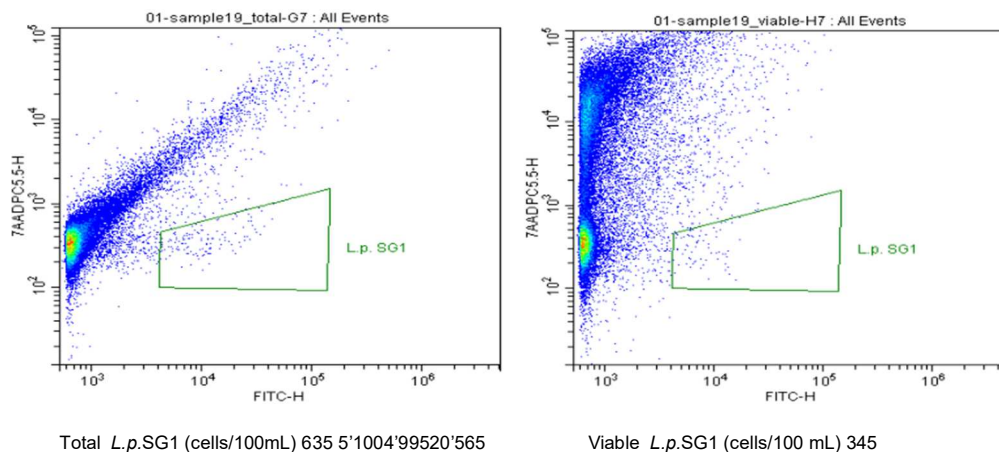 01-sample19_total-G7 : All Events
10^5
10^4
10^3
10^2
7AADPC5.5-H
L.p. SG1
10^3 10^4 10^5 10^6
FITC-H
Total L.p.SG1 (cells/100mL) 635 5'1004'99520'565
01-sample19_viable-H7 : All Events
10^5
10^4
10^3
10^2
7AADPC5.5-H
L.p. SG1
10^3 10^4 10^5 10^6
FITC-H
Viable L.p.SG1 (cells/100 mL) 345